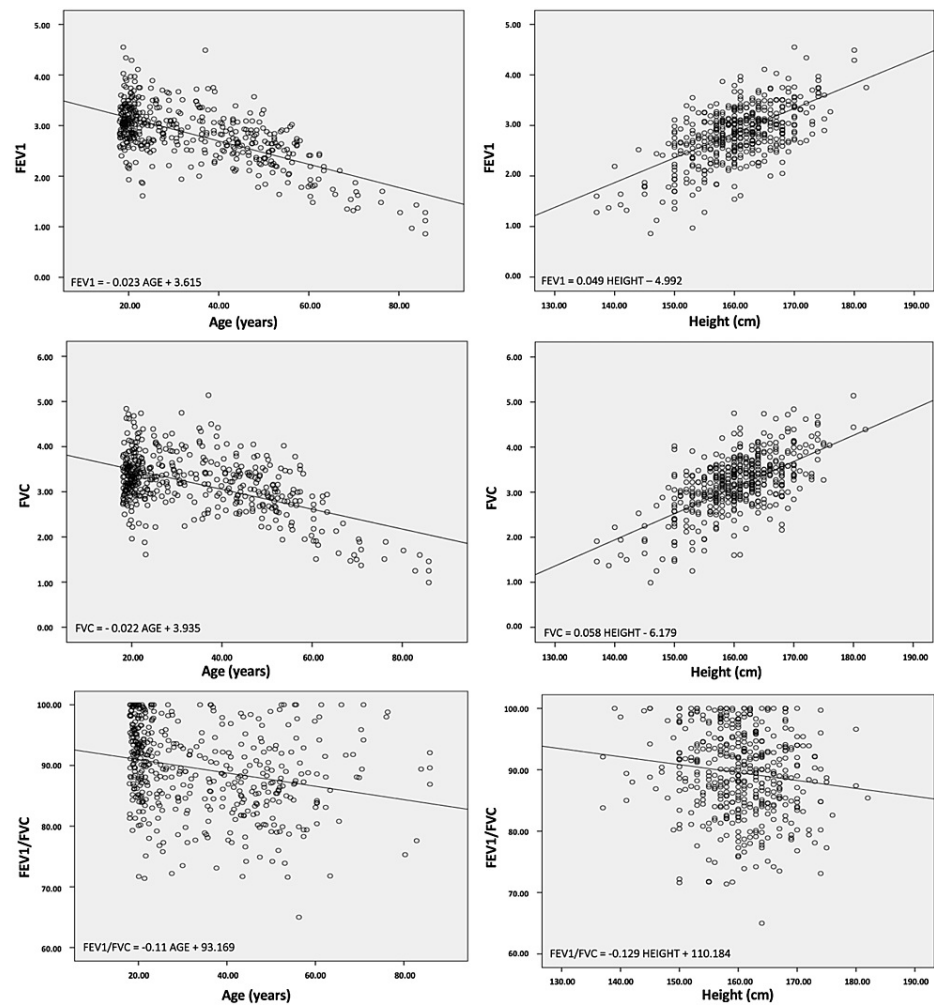 5.00
4.00
3.00
2.00
1.00
0.00
FEV1
FEV1 = - 0.023 AGE + 3.615
20.00 40.00 60.00 80.00
Age (years)
5.00
4.00
3.00
2.00
1.00
0.00
FEV1
FEV1 = 0.049 HEIGHT – 4.992
130.00 140.00 150.00 160.00 170.00 180.00 190.00
Height (cm)
6.00
5.00
4.00
3.00
2.00
1.00
0.00
FVC
FVC = - 0.022 AGE + 3.935
20.00 40.00 60.00 80.00
Age (years)
6.00
5.00
4.00
3.00
2.00
1.00
0.00
FVC
FVC = 0.058 HEIGHT - 6.179
130.00 140.00 150.00 160.00 170.00 180.00 190.00
Height (cm)
100.00
90.00
80.00
70.00
60.00
FEV1/FVC
FEV1/FVC = -0.11 AGE + 93.169
20.00 40.00 60.00 80.00
Age (years)
100.00
90.00
80.00
70.00
60.00
FEV1/FVC
FEV1/FVC = -0.129 HEIGHT + 110.184
130.00 140.00 150.00 160.00 170.00 180.00 190.00
Height (cm)